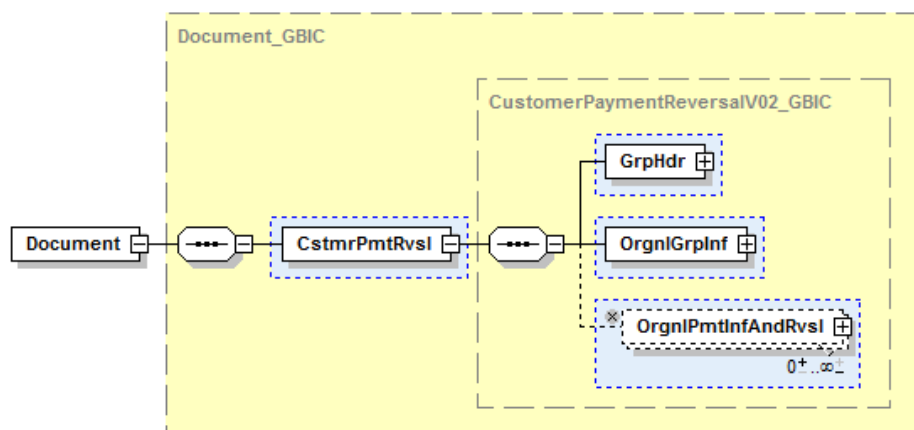 Document_GBIC
CustomerPaymentReversalV02_GBIC
GrpHdr
Document
CstmrPmtRvsl
OrgnlGrpInf
OrgnlPmtInfAndRvsl
0..∞